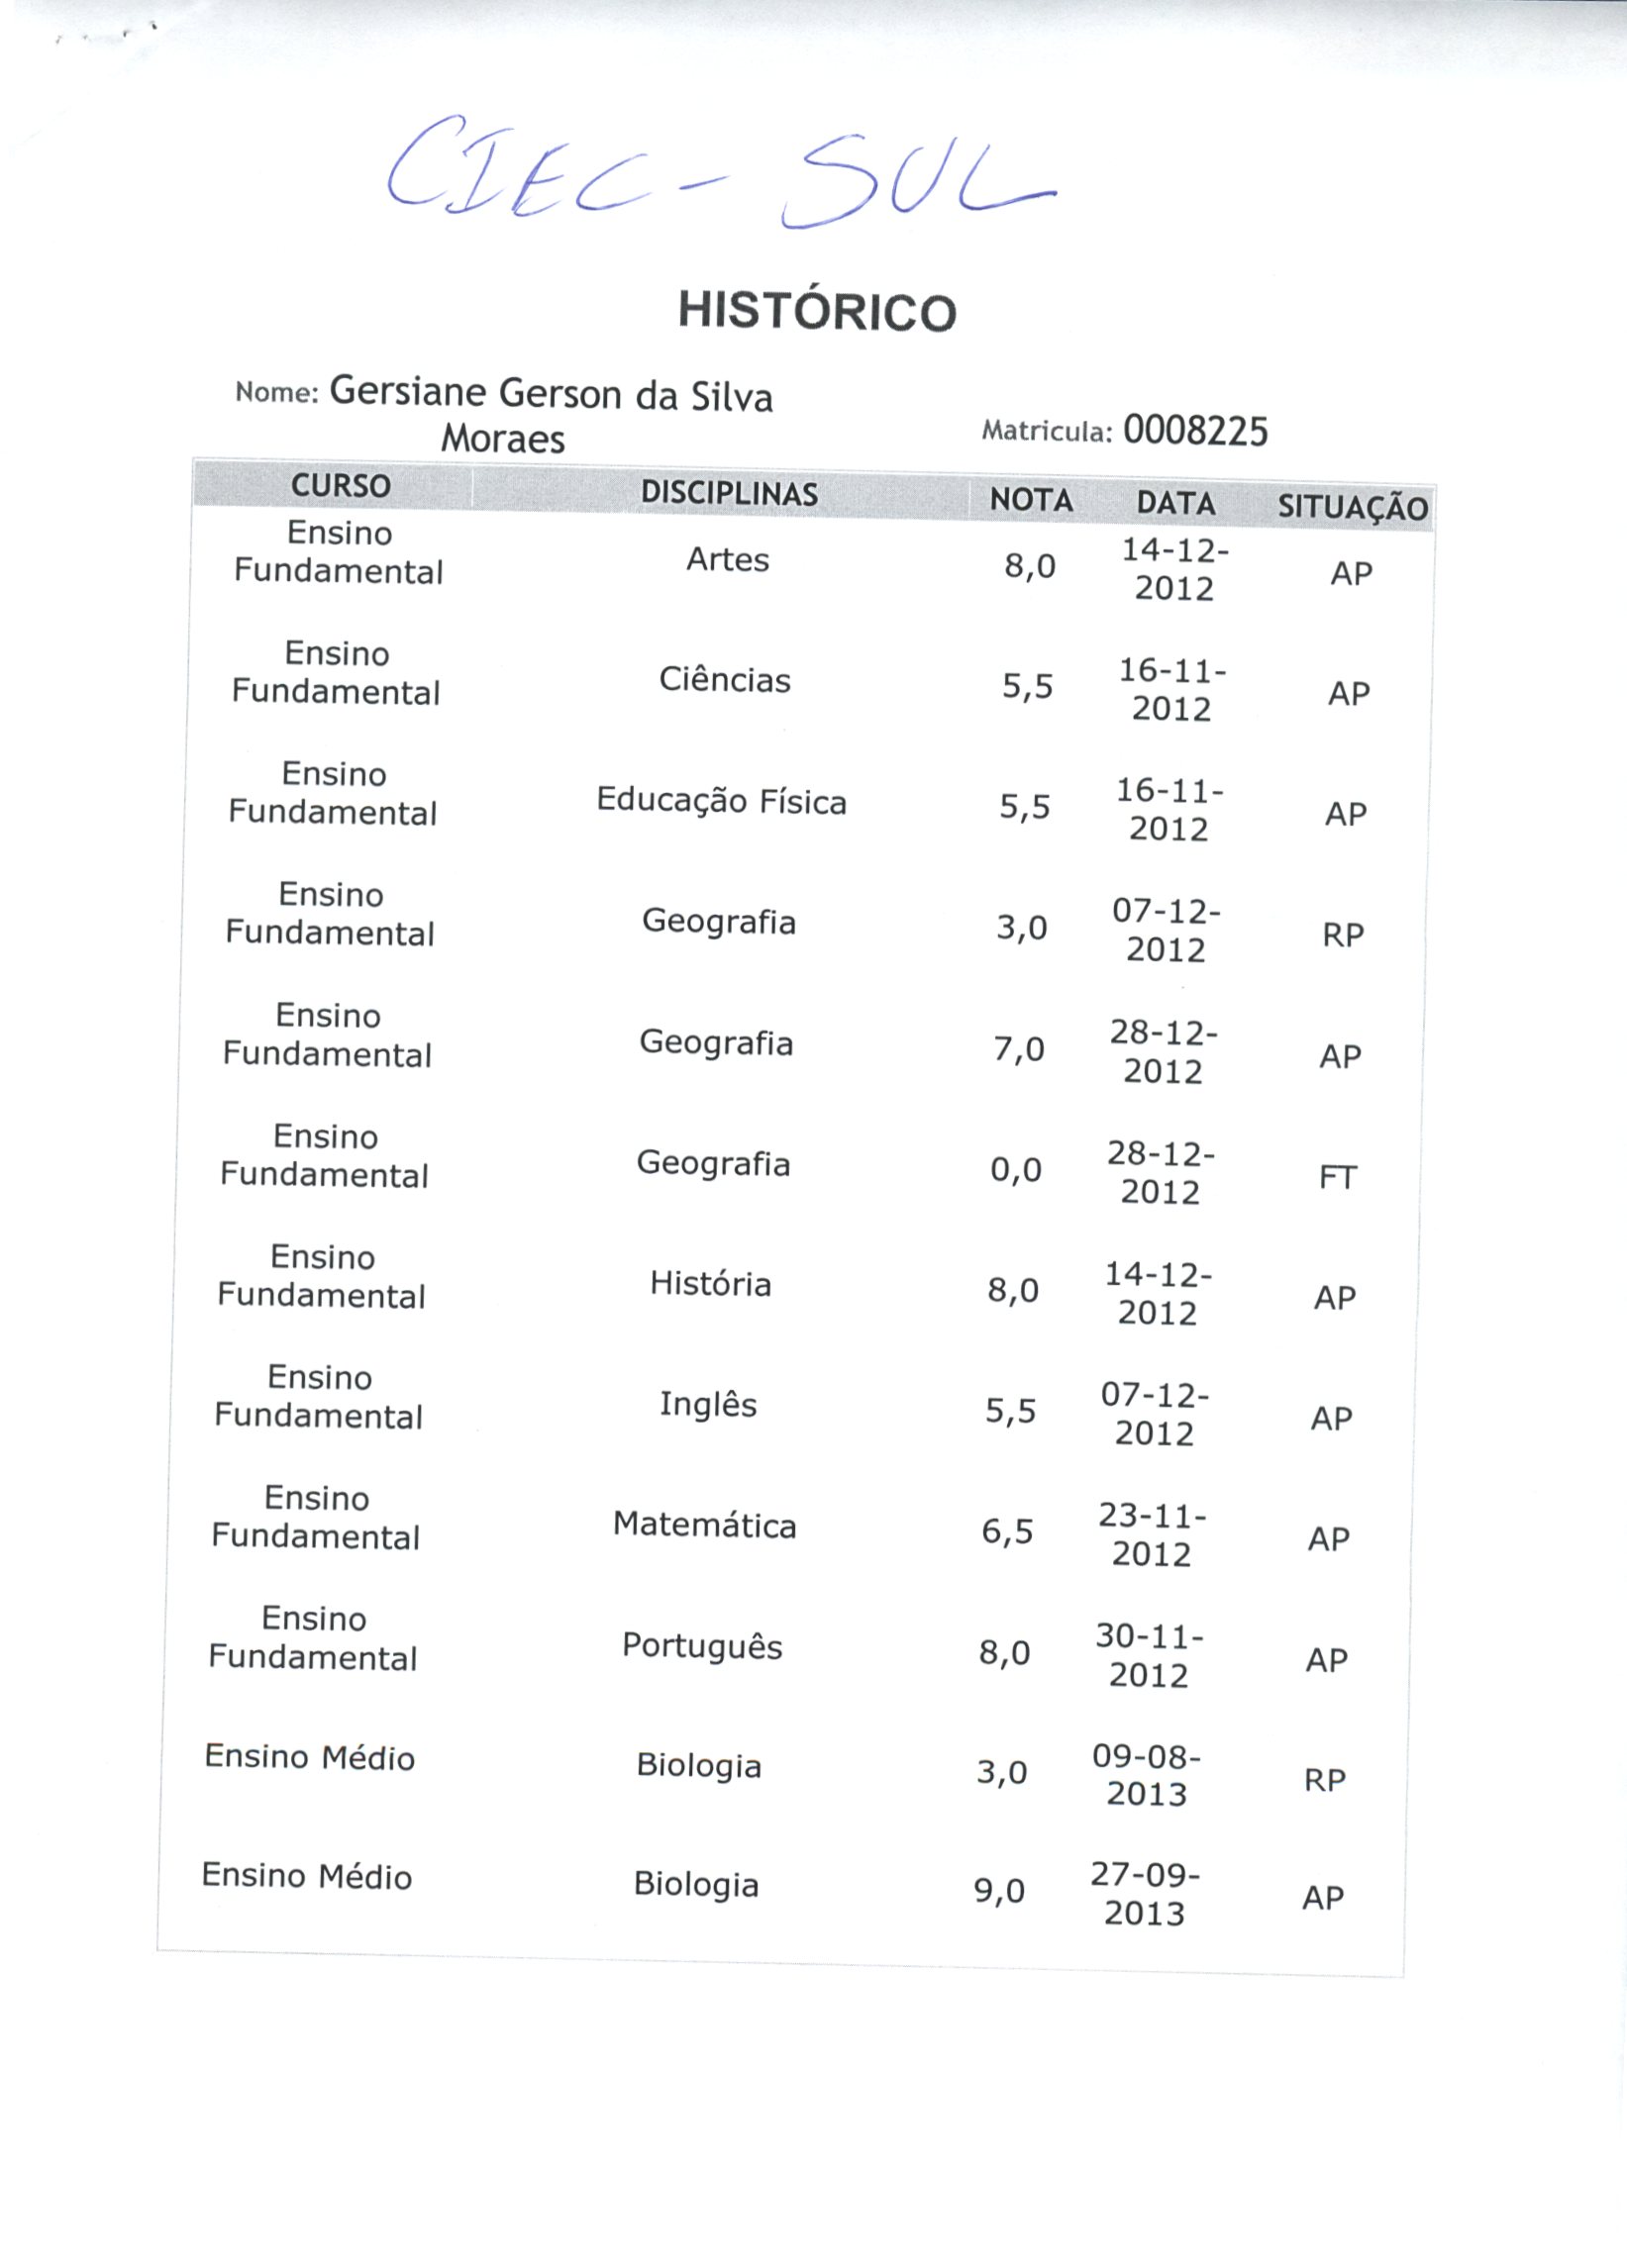 CIEC - SUL
HISTÓRICO
Nome: Gersiane Gerson da Silva
Moraes
Matricula: 0008225
CURSO DISCIPLINAS NOTA DATA SITUAÇÃO
Ensino
Fundamental Artes 8,0 14-12-
2012 AP
Ensino
Fundamental Ciências 5,5 16-11-
2012 AP
Ensino
Fundamental Educação Física 5,5 16-11-
2012 AP
Ensino
Fundamental Geografia 3,0 07-12-
2012 RP
Ensino
Fundamental Geografia 7,0 28-12-
2012 AP
Ensino
Fundamental Geografia 0,0 28-12-
2012 FT
Ensino
Fundamental História 8,0 14-12-
2012 AP
Ensino
Fundamental Inglês 5,5 07-12-
2012 AP
Ensino
Fundamental Matemática 6,5 23-11-
2012 AP
Ensino
Fundamental Português 8,0 30-11-
2012 AP
Ensino Médio Biologia 3,0 09-08-
2013 RP
Ensino Médio Biologia 9,0 27-09-
2013 AP